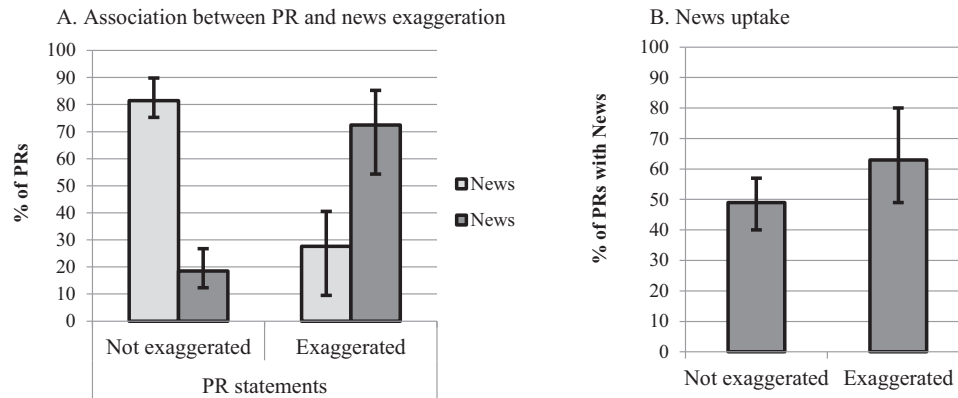 A. Association between PR and news exaggeration
100
90
80
70
60
50
40
30
20
10
0
% of PRs
News
News
Not exaggerated
Exaggerated
PR statements
B. News uptake
100
90
80
70
60
50
40
30
20
10
0
% of PRs with News
Not exaggerated
Exaggerated